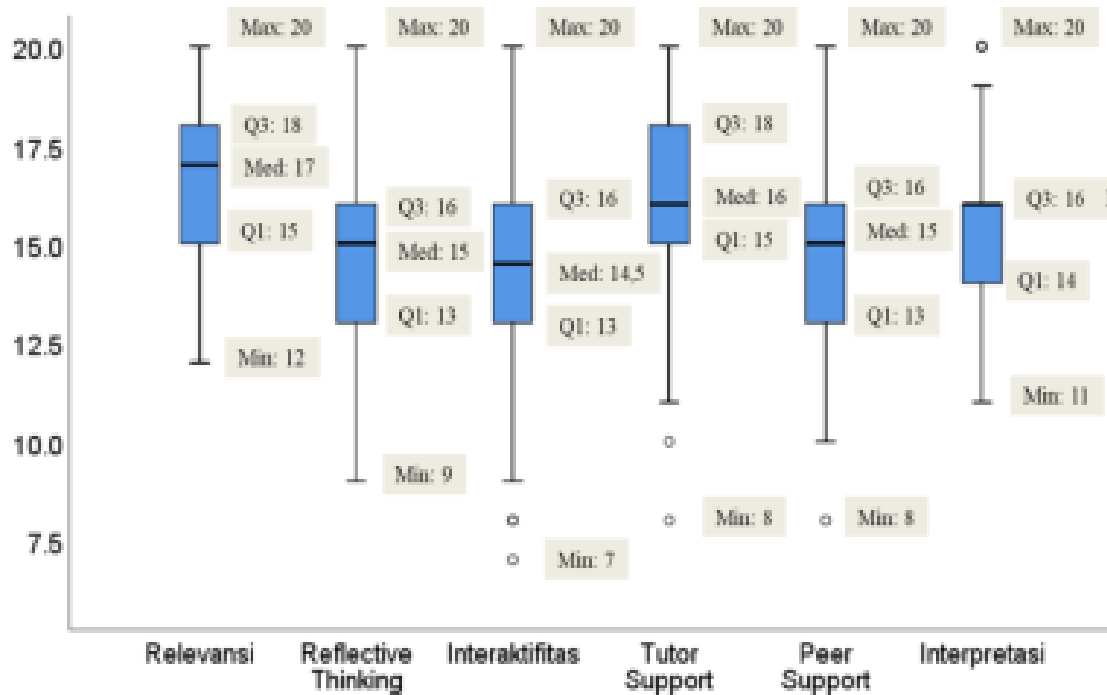 Max: 20 Max: 20 Max: 20 Max: 20 Max: 20 Max: 20
20.0
Q3: 18 Q3: 18
17.5
Med: 17
Q3: 16 Q3: 16 Med: 16 Q3: 16 Q3: 16
15.0
Q1: 15 Med: 15 Med: 14,5 Q1: 15 Med: 15 Q1: 14
Q1: 13 Q1: 13 Q1: 13
12.5
Min: 12 Min: 11
10.0
Min: 9
7.5
Min: 7 Min: 8 Min: 8
Relevansi Reflective Interaktifitas Tutor Peer Interpretasi
Thinking Support Support